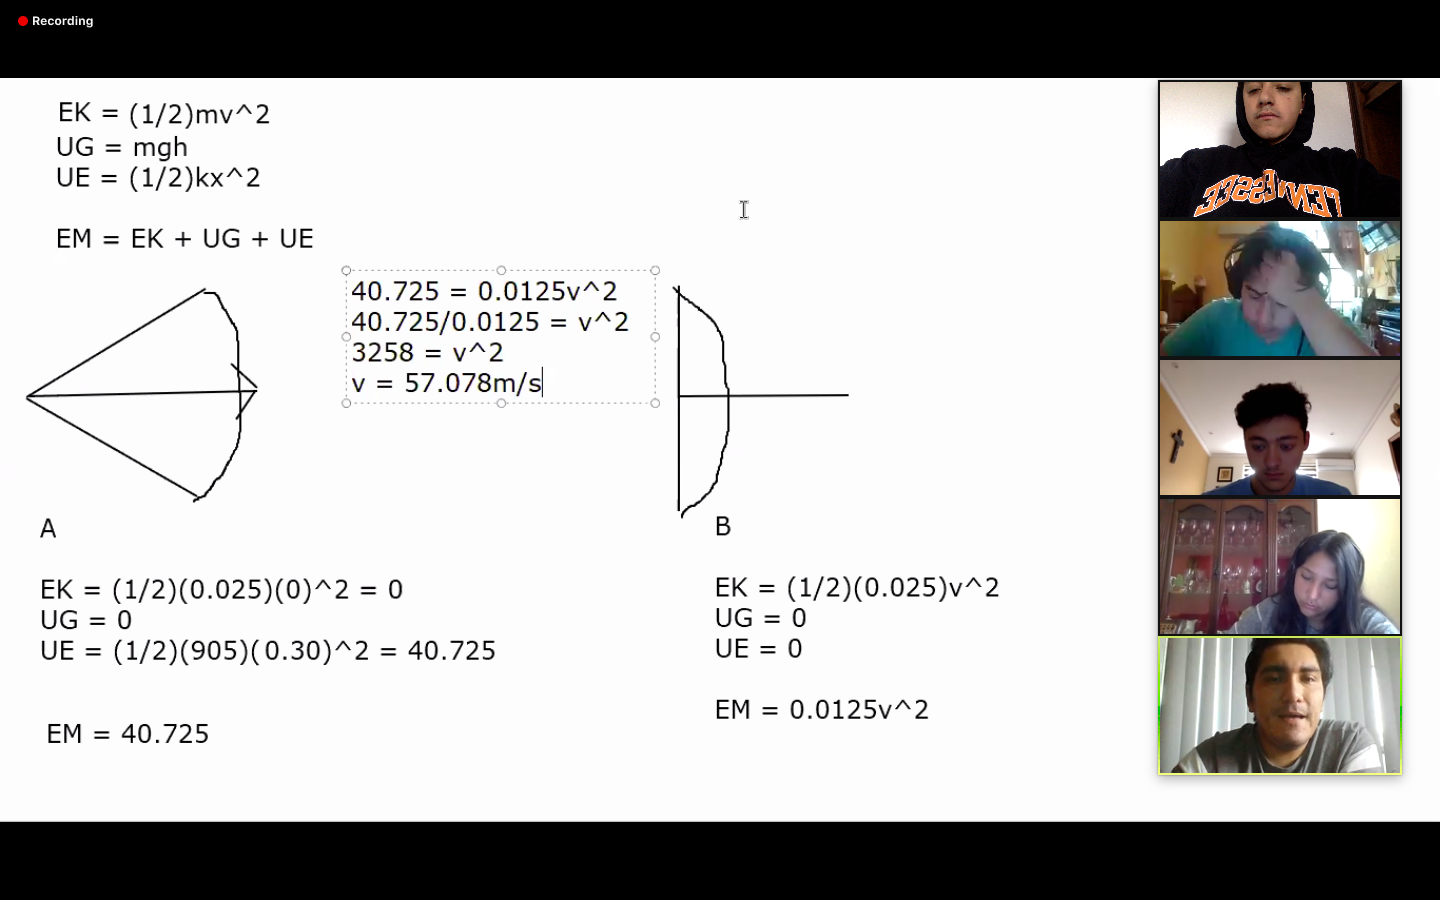 Recording
EK = (1/2)mv^2
UG = mgh
UE = (1/2)kx^2
EM = EK + UG + UE
40.725 = 0.0125v^2
40.725/0.0125 = v^2
3258 = v^2
v = 57.078m/s
A
EK = (1/2)(0.025)(0)^2 = 0
UG = 0
UE = (1/2)(905)(0.30)^2 = 40.725
EM = 40.725
B
EK = (1/2)(0.025)v^2
UG = 0
UE = 0
EM = 0.0125v^2
TENNESSEE